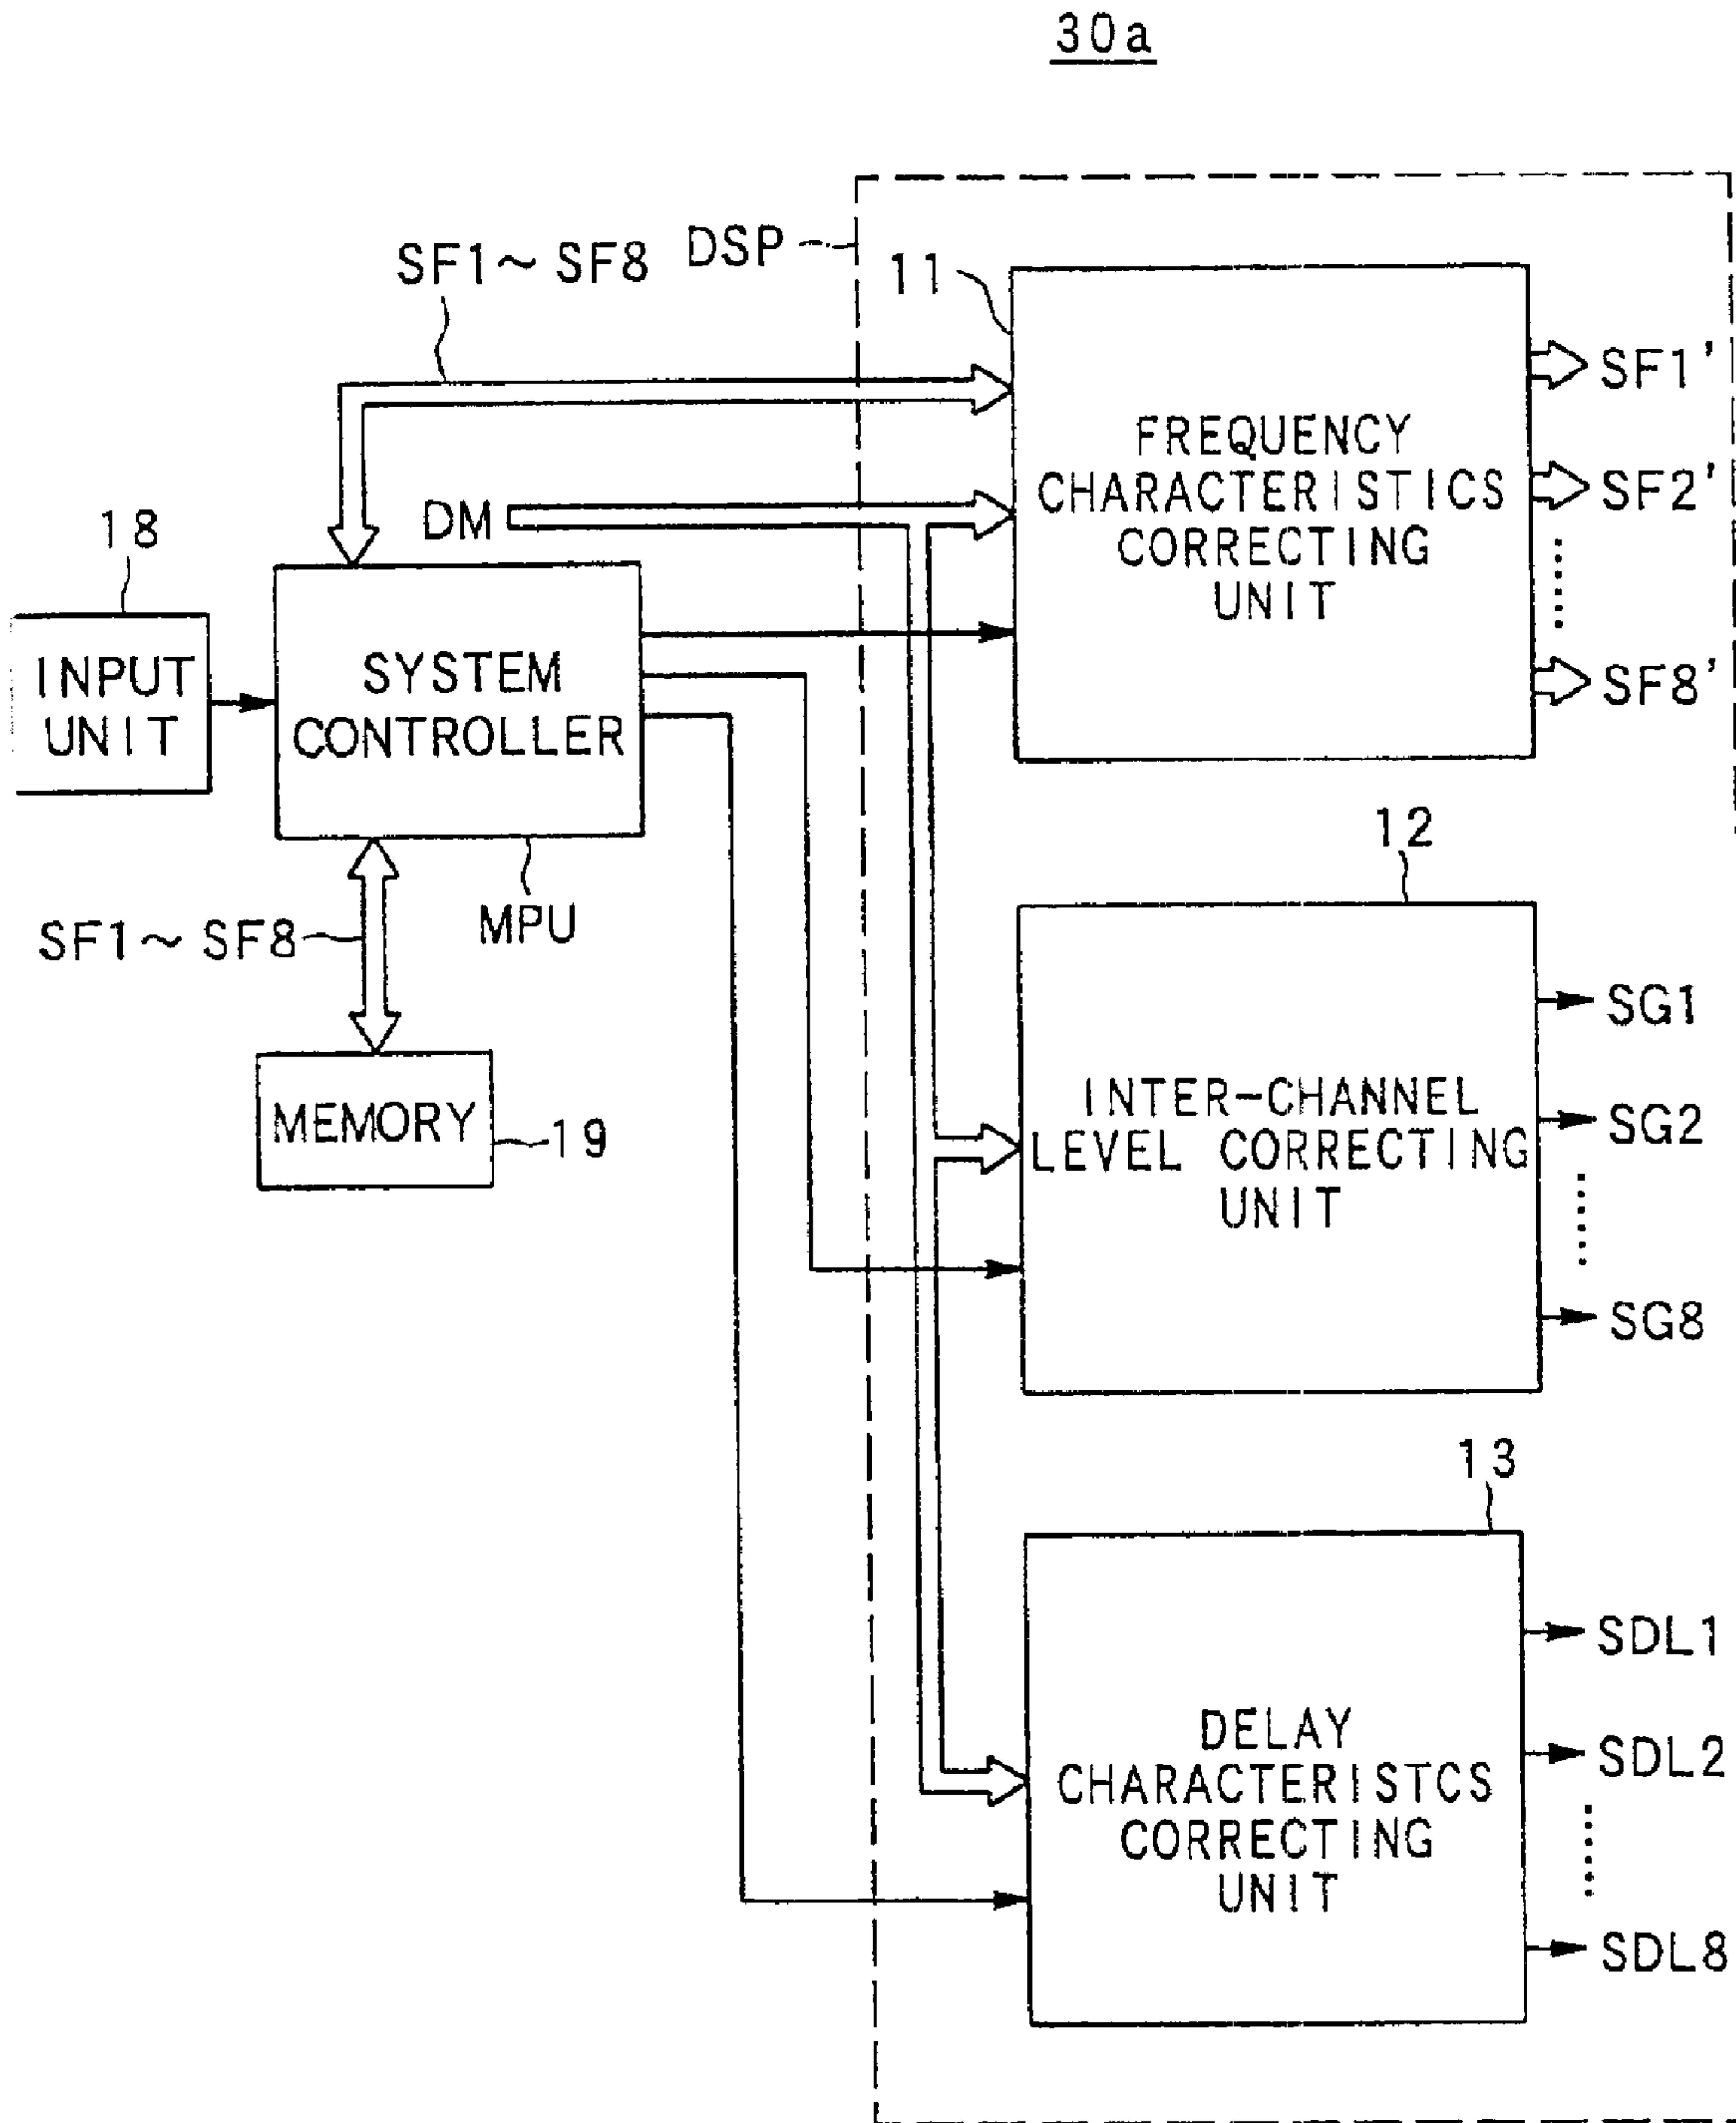 30a
DSP
SF1～SF8
11
FREQUENCY
CHARACTERISTICS
CORRECTING
UNIT
SF1'
SF2'
SF8'
DM
18
INPUT
UNIT
SYSTEM
CONTROLLER
MPU
SF1～SF8
MEMORY
19
12
INTER-CHANNEL
LEVEL CORRECTING
UNIT
SG1
SG2
SG8
13
DELAY
CHARACTERISTCS
CORRECTING
UNIT
SDL1
SDL2
SDL8